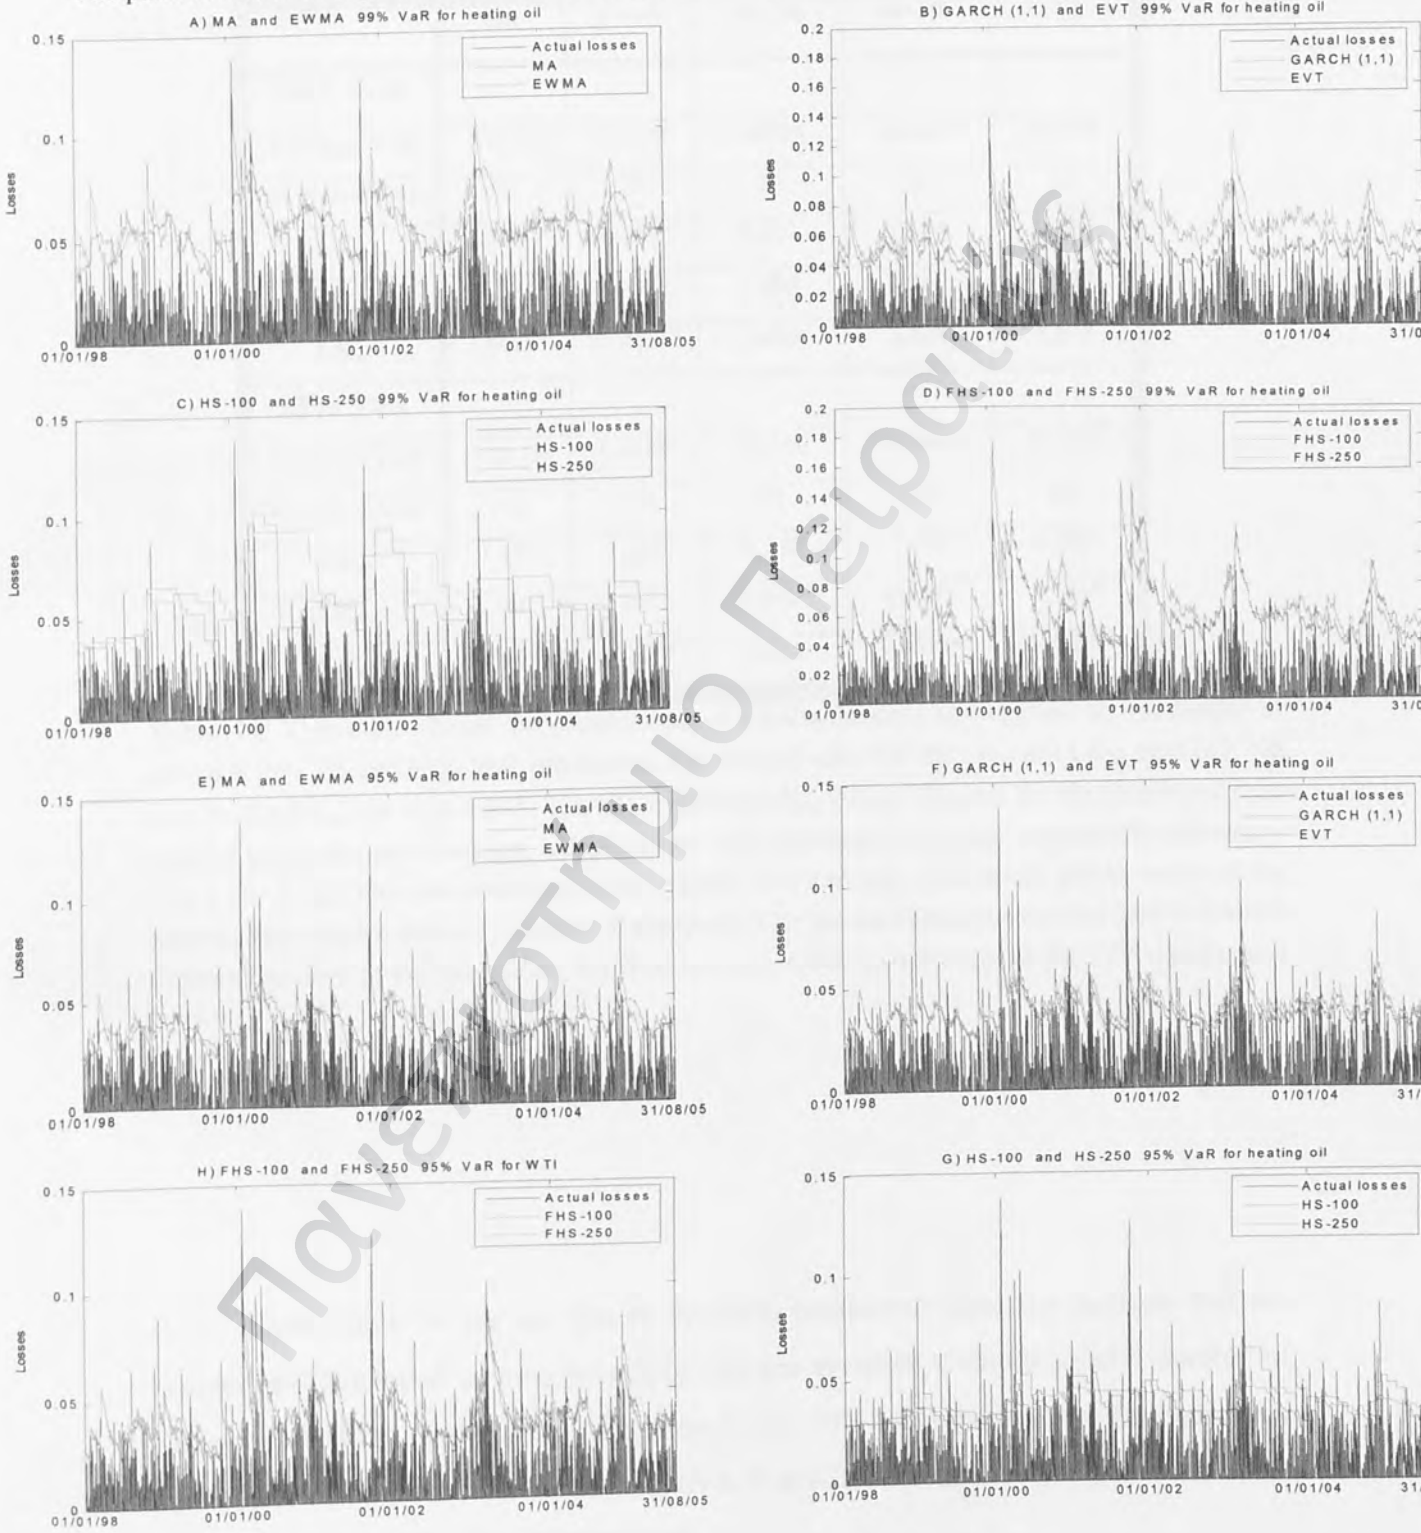 A) MA and EWMA 99% VaR for heating oil
0.15
0.1
0.05
0
Losses
Actual losses
MA
EWMA
01/01/98
01/01/00
01/01/02
01/01/04
31/08/05
B) GARCH (1,1) and EVT 99% VaR for heating oil
0.2
0.18
0.16
0.14
0.12
0.1
0.08
0.06
0.04
0.02
0
Losses
Actual losses
GARCH (1,1)
EVT
01/01/98
01/01/00
01/01/02
01/01/04
31/0
C) HS-100 and HS-250 99% VaR for heating oil
0.15
0.1
0.05
0
Losses
Actual losses
HS-100
HS-250
01/01/98
01/01/00
01/01/02
01/01/04
31/08/05
D) FHS-100 and FHS-250 99% VaR for heating oil
0.2
0.18
0.16
0.14
0.12
0.1
0.08
0.06
0.04
0.02
0
Losses
Actual losses
FHS-100
FHS-250
01/01/98
01/01/00
01/01/02
01/01/04
31/0
E) MA and EWMA 95% VaR for heating oil
0.15
0.1
0.05
0
Losses
Actual losses
MA
EWMA
01/01/98
01/01/00
01/01/02
01/01/04
31/08/05
F) GARCH (1,1) and EVT 95% VaR for heating oil
0.15
0.1
0.05
0
Losses
Actual losses
GARCH (1,1)
EVT
01/01/98
01/01/00
01/01/02
01/01/04
31/
H) FHS-100 and FHS-250 95% VaR for WTI
0.15
0.1
0.05
0
Losses
Actual losses
FHS-100
FHS-250
01/01/98
01/01/00
01/01/02
01/01/04
31/08/05
G) HS-100 and HS-250 95% VaR for heating oil
0.15
0.1
0.05
0
Losses
Actual losses
HS-100
HS-250
01/01/98
01/01/00
01/01/02
01/01/04
31/
Πανεπιστήμιο Πειραιώς